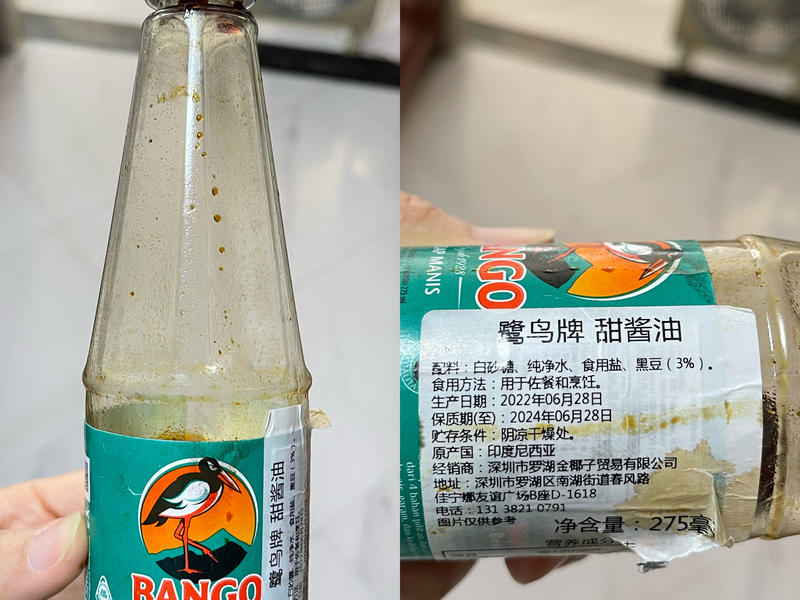 BANGO
鹭鸟牌 甜酱油
BANGO
1928
AP MANIS
鹭鸟牌 甜酱油
配料：白砂糖、纯净水、食用盐、黑豆（3%）。
食用方法：用于佐餐和烹饪。
生产日期：2022年06月28日
保质期(至)：2024年06月28日
贮存条件：阴凉干燥处。
原产国：印度尼西亚
经销商：深圳市罗湖金椰子贸易有限公司
地址：深圳市罗湖区南湖街道春风路
佳宁娜友谊广场B座D-1618
电话：131 3821 0791
图片仅供参考
净含量：275毫
营养成分
dari 4 bahan